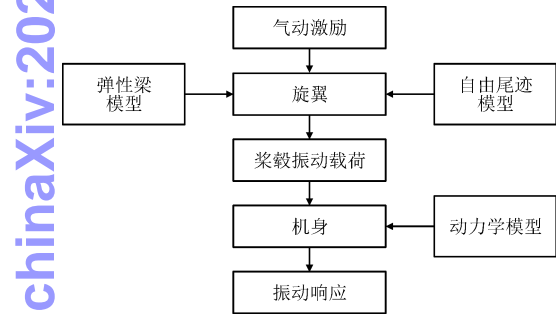 chinaXiv:202
气动激励
弹性梁
模型
旋翼
自由尾迹
模型
桨毂振动载荷
机身
动力学模型
振动响应